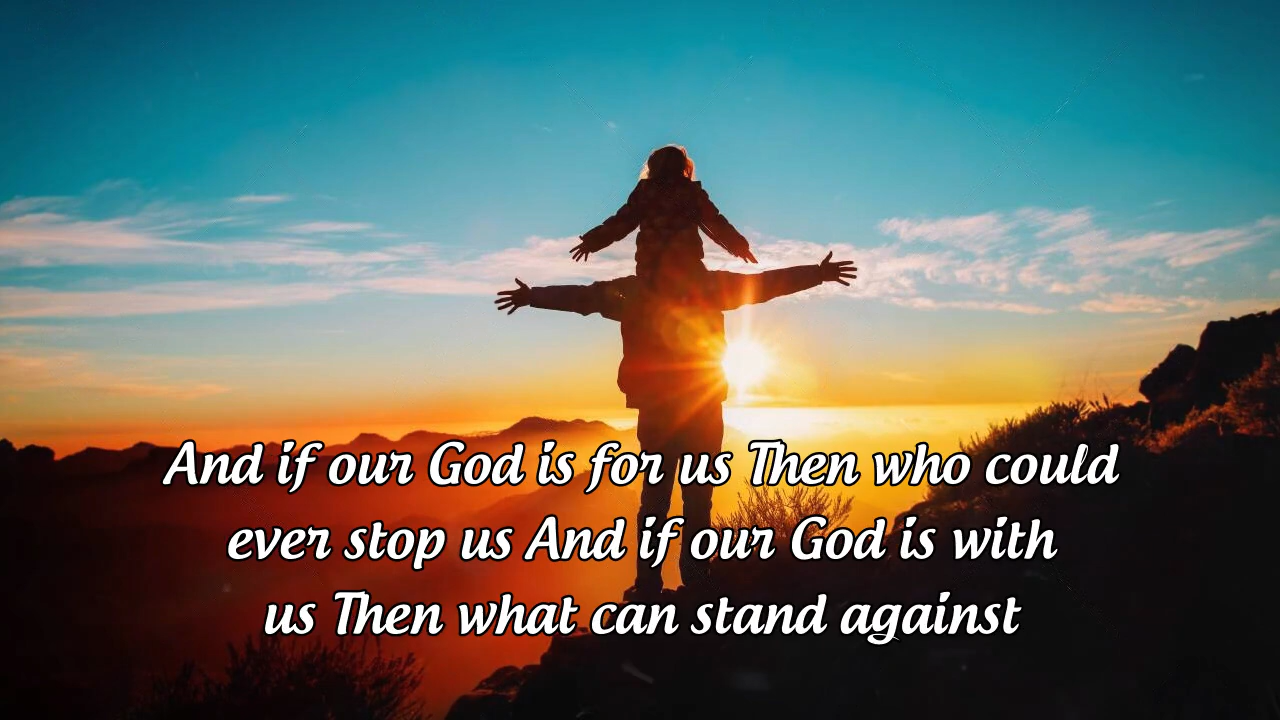 And if our God is for us Then who could
ever stop us And if our God is with
us Then what can stand against